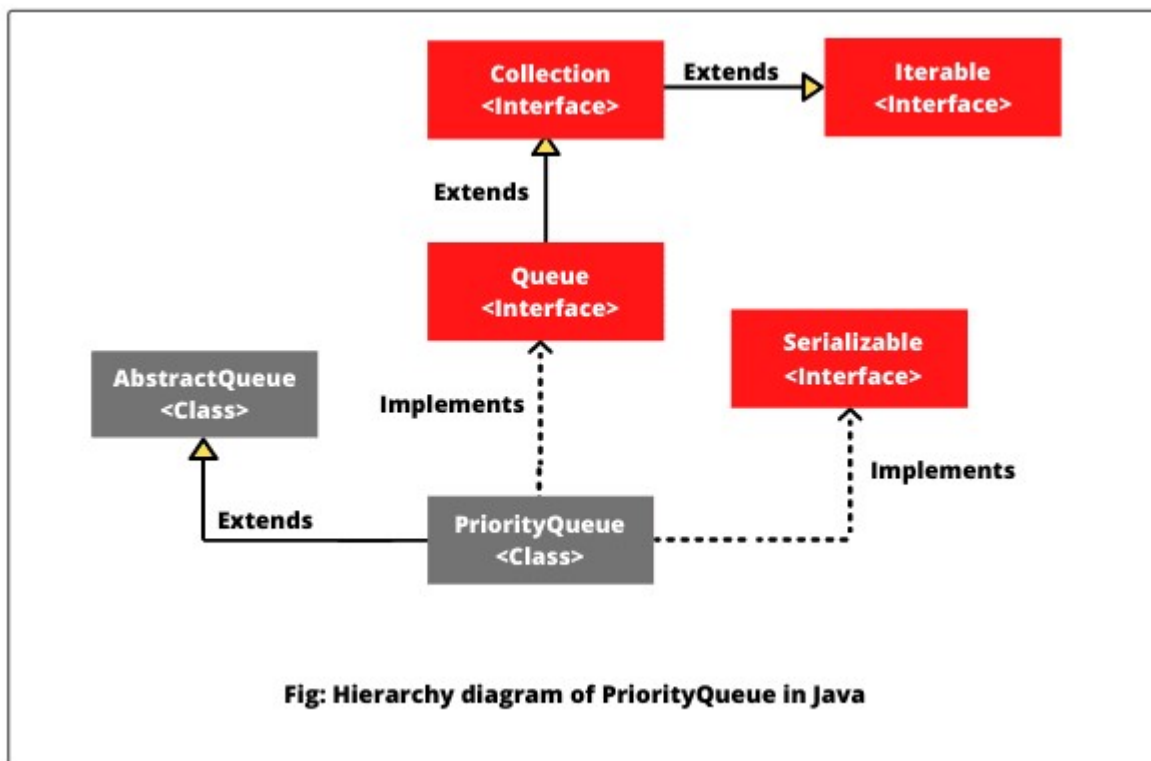 Collection
<Interface>
Extends
Iterable
<Interface>
Extends
Queue
<Interface>
Serializable
<Interface>
AbstractQueue
<Class>
Implements
Implements
Extends
PriorityQueue
<Class>
Fig: Hierarchy diagram of PriorityQueue in Java